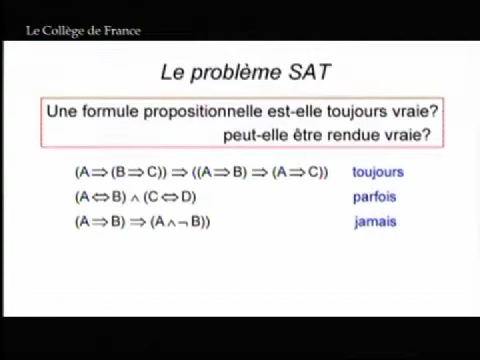 Le Collège de France
Le problème SAT
Une formule propositionnelle est-elle toujours vraie?
peut-elle être rendue vraie?
(A⇒(B⇒C)) ⇒ ((A⇒B) ⇒ (A⇒C)) toujours
(A⇔B) ∧ (C⇔D) parfois
(A⇒B) ⇒ (A∧¬B)) jamais